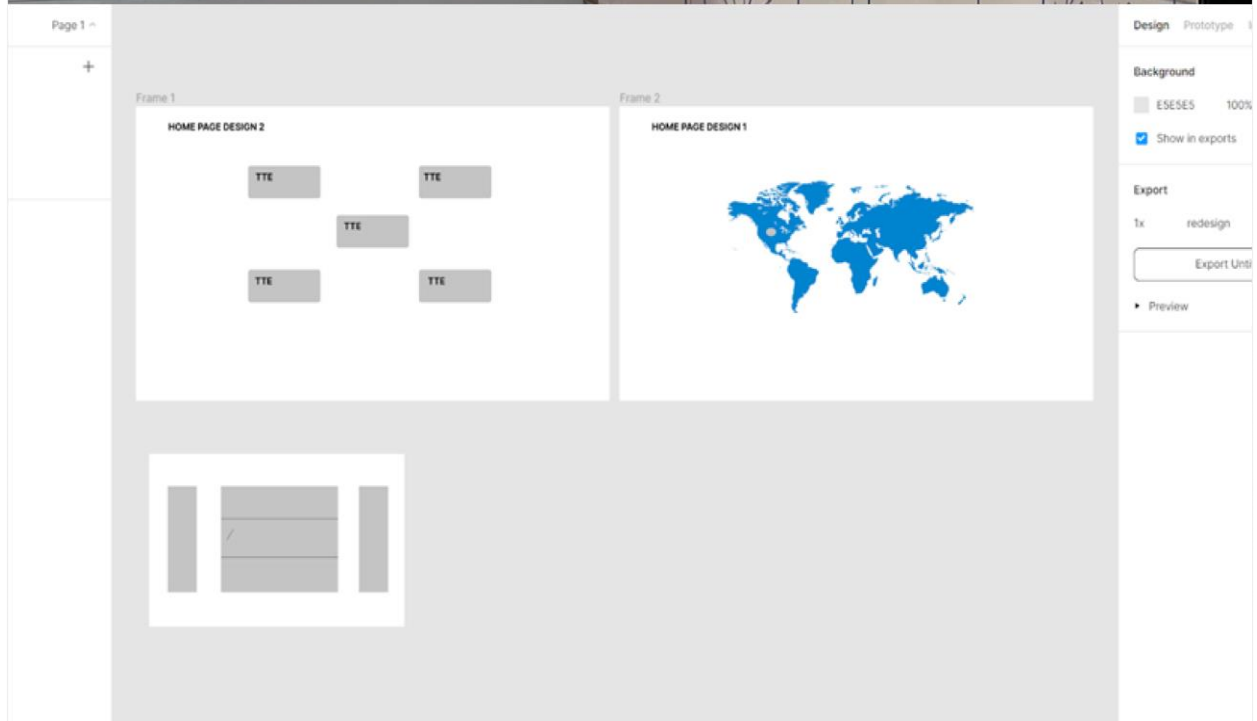 Page 1
Design Prototype
Background
E5E5E5 100%
Show in exports
Export
1x redesign
Export Unti
Preview
Frame 1
HOME PAGE DESIGN 2
TTE
TTE
TTE
TTE
TTE
Frame 2
HOME PAGE DESIGN 1
/